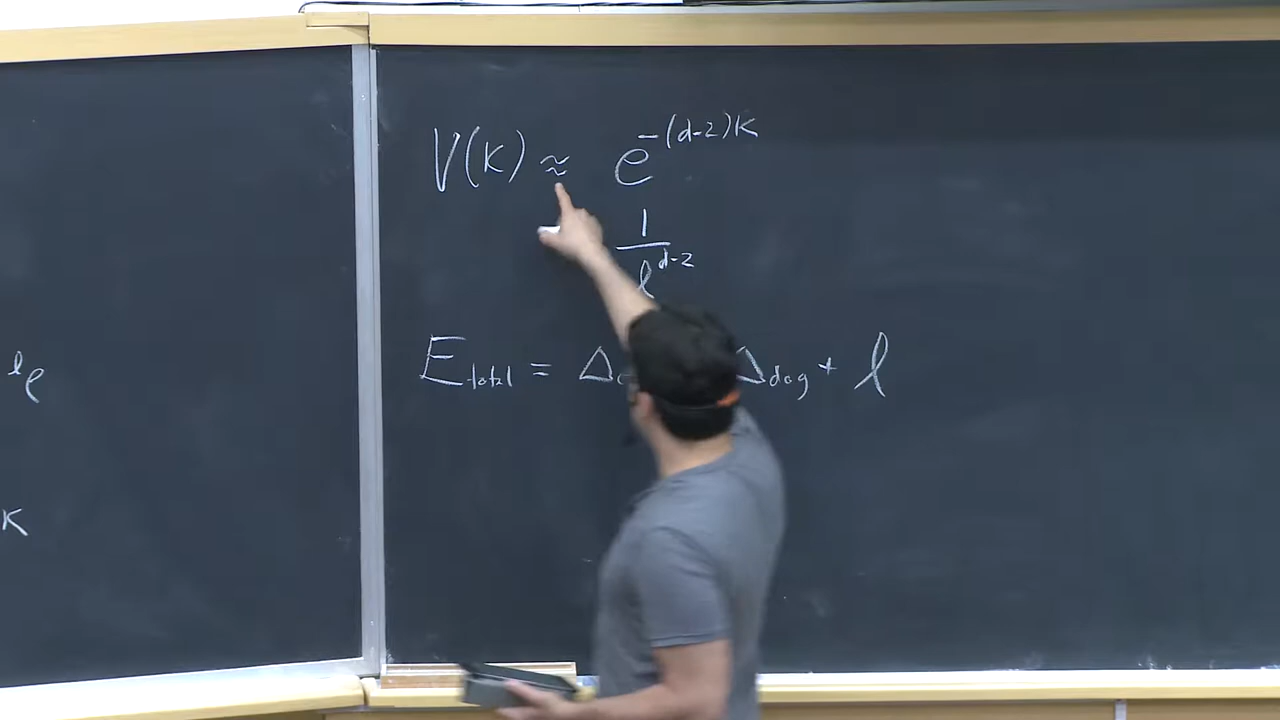 V(K) ≈ e^{-(d-2)K}
1/ℓ^{d-2}
E_total = Δ Δ_dog + ℓ
ℓ_e
K